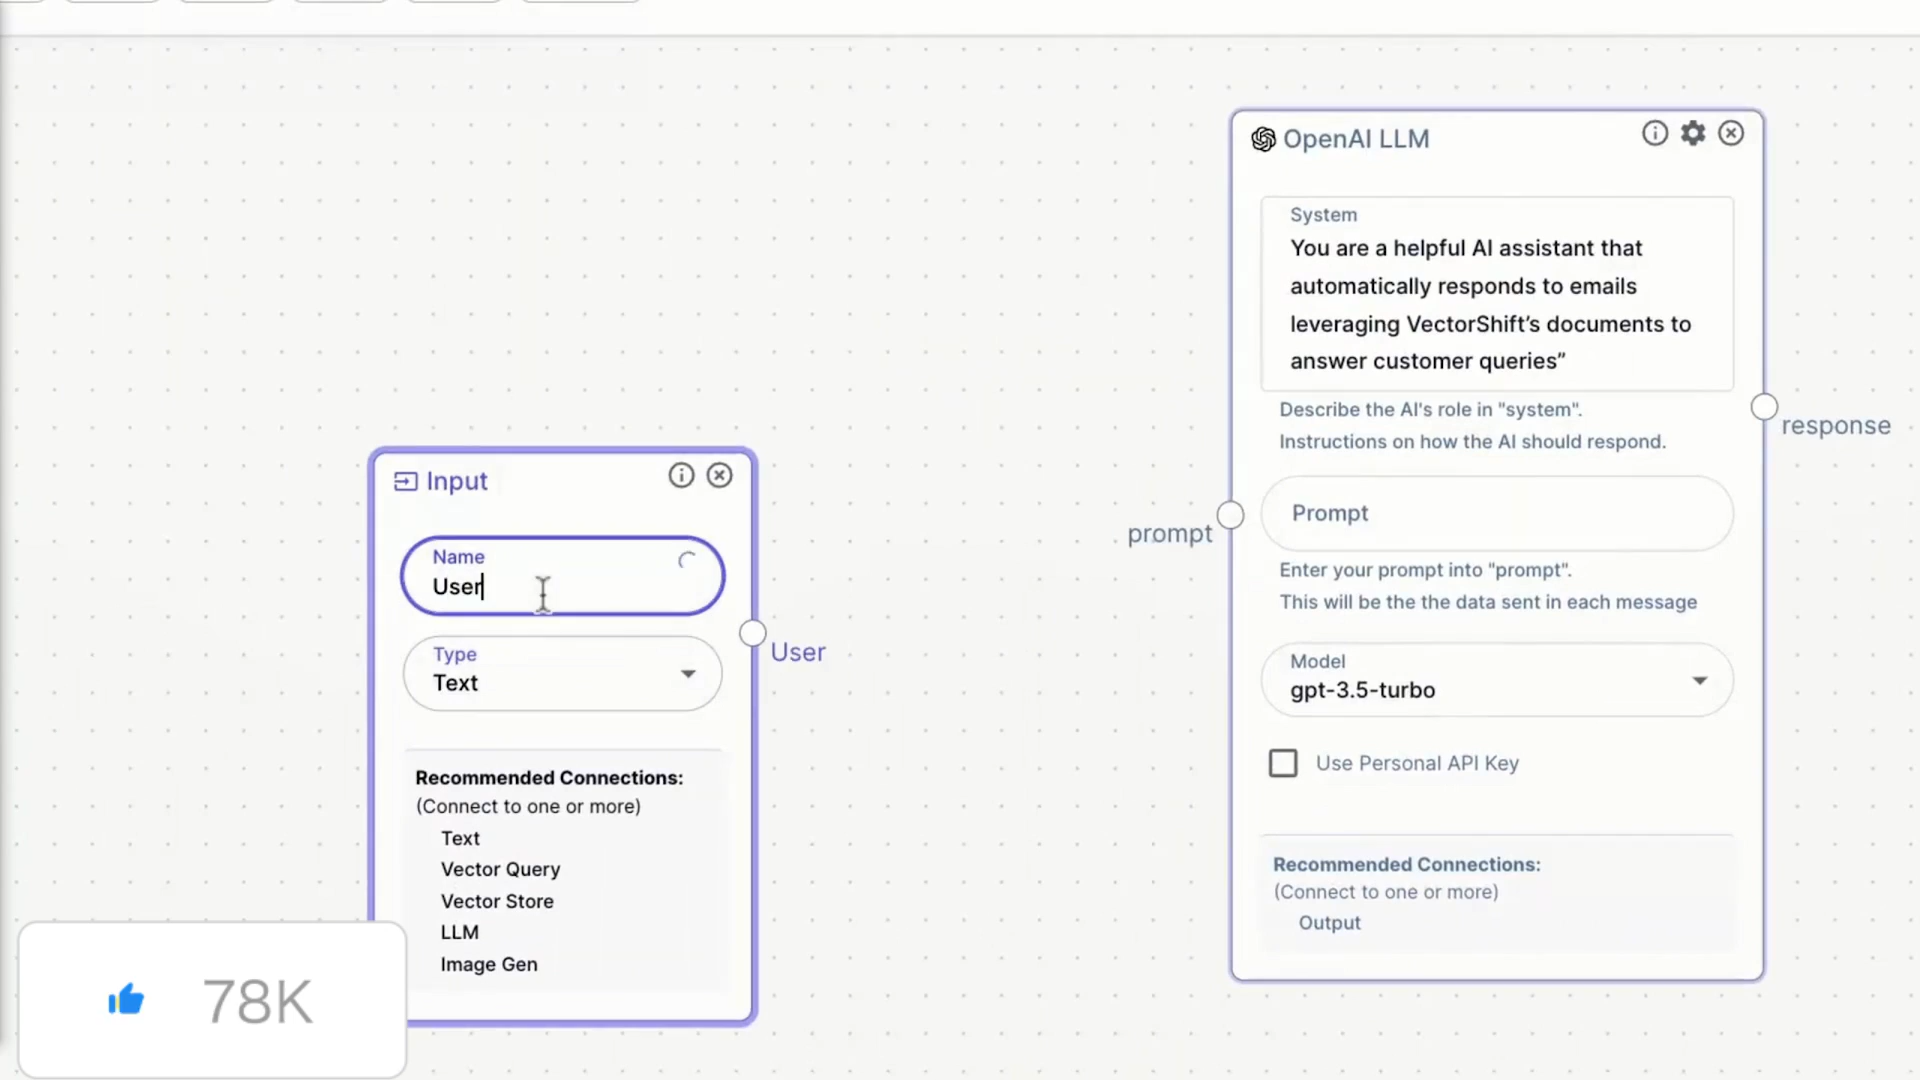 Input
Name
User
Type
Text
User
Recommended Connections:
(Connect to one or more)
Text
Vector Query
Vector Store
LLM
Image Gen
78K
OpenAI LLM
System
You are a helpful AI assistant that
automatically responds to emails
leveraging VectorShift’s documents to
answer customer queries”
Describe the AI's role in "system".
Instructions on how the AI should respond.
response
prompt
Prompt
Enter your prompt into "prompt".
This will be the the data sent in each message
Model
gpt-3.5-turbo
Use Personal API Key
Recommended Connections:
(Connect to one or more)
Output